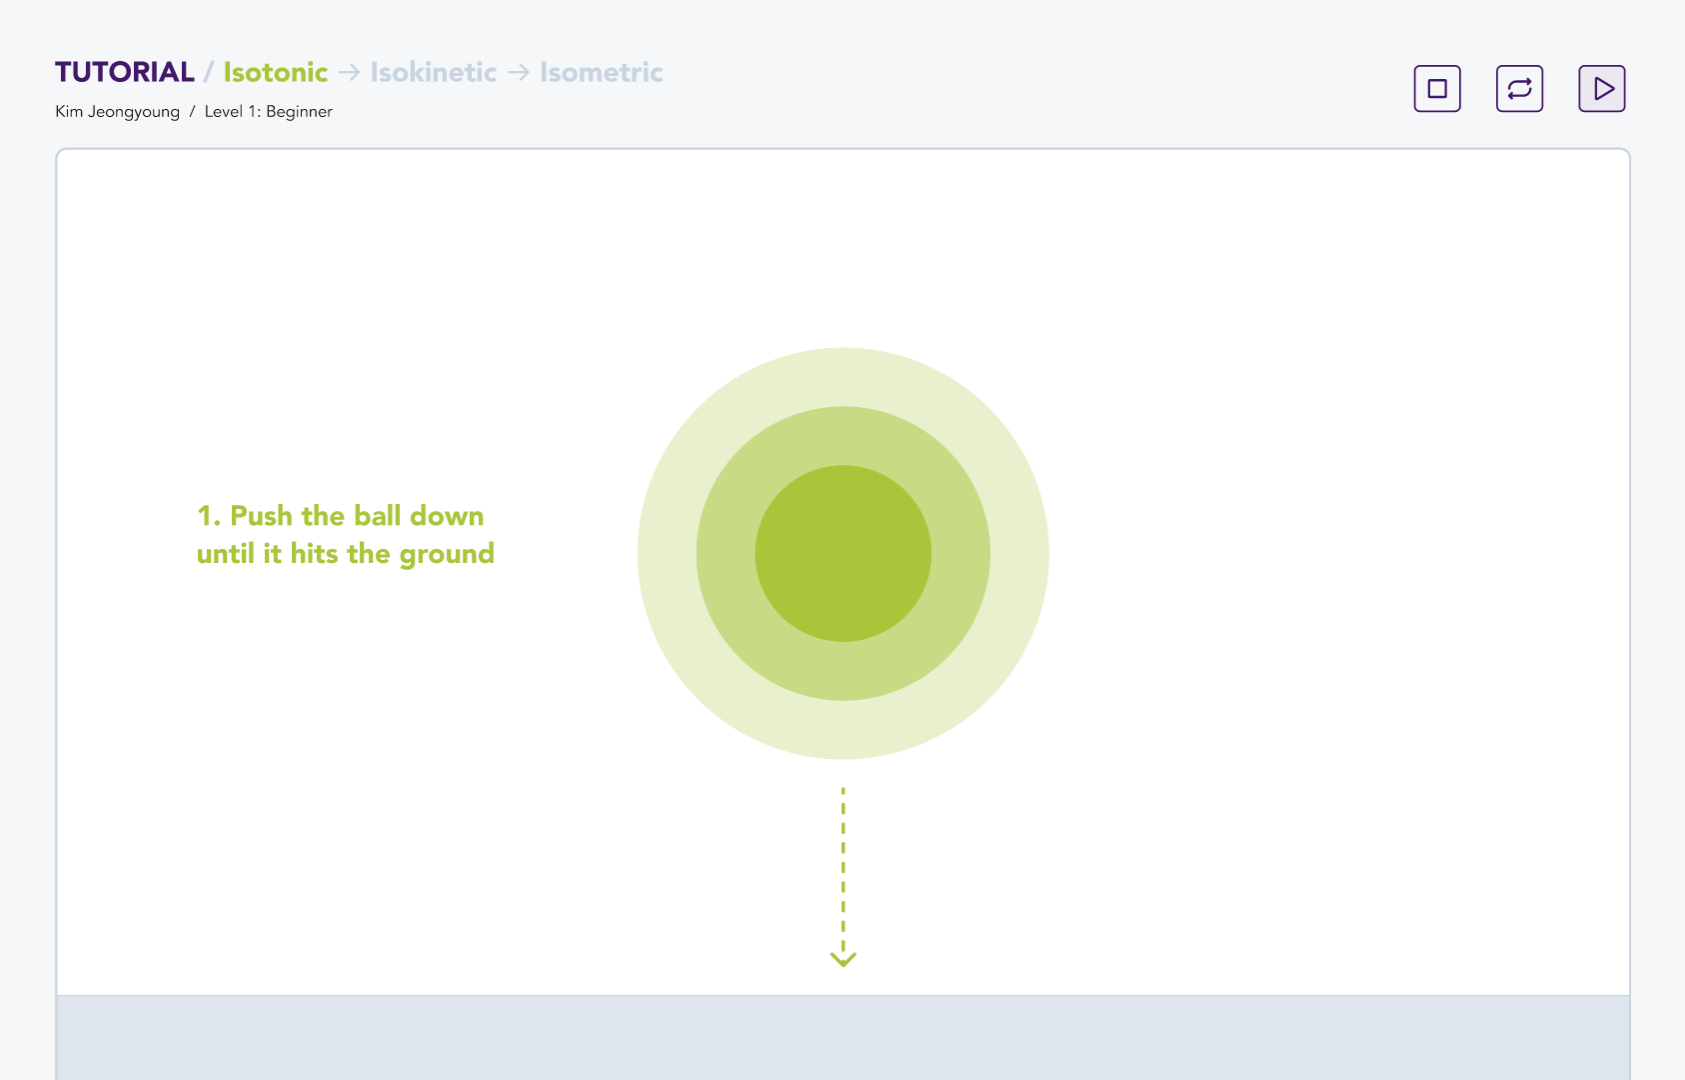 TUTORIAL / Isotonic → Isokinetic → Isometric
Kim Jeongyoung / Level 1: Beginner
1. Push the ball down
until it hits the ground